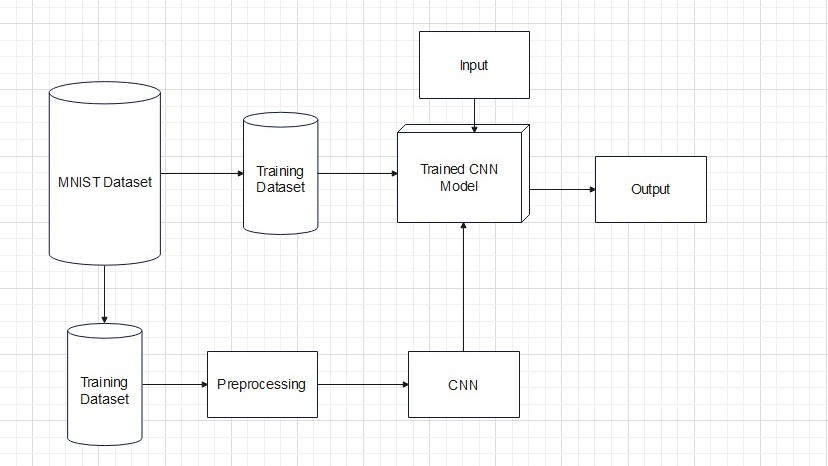 Input
MNIST Dataset
Training
Dataset
Trained CNN
Model
Output
Training
Dataset
Preprocessing
CNN